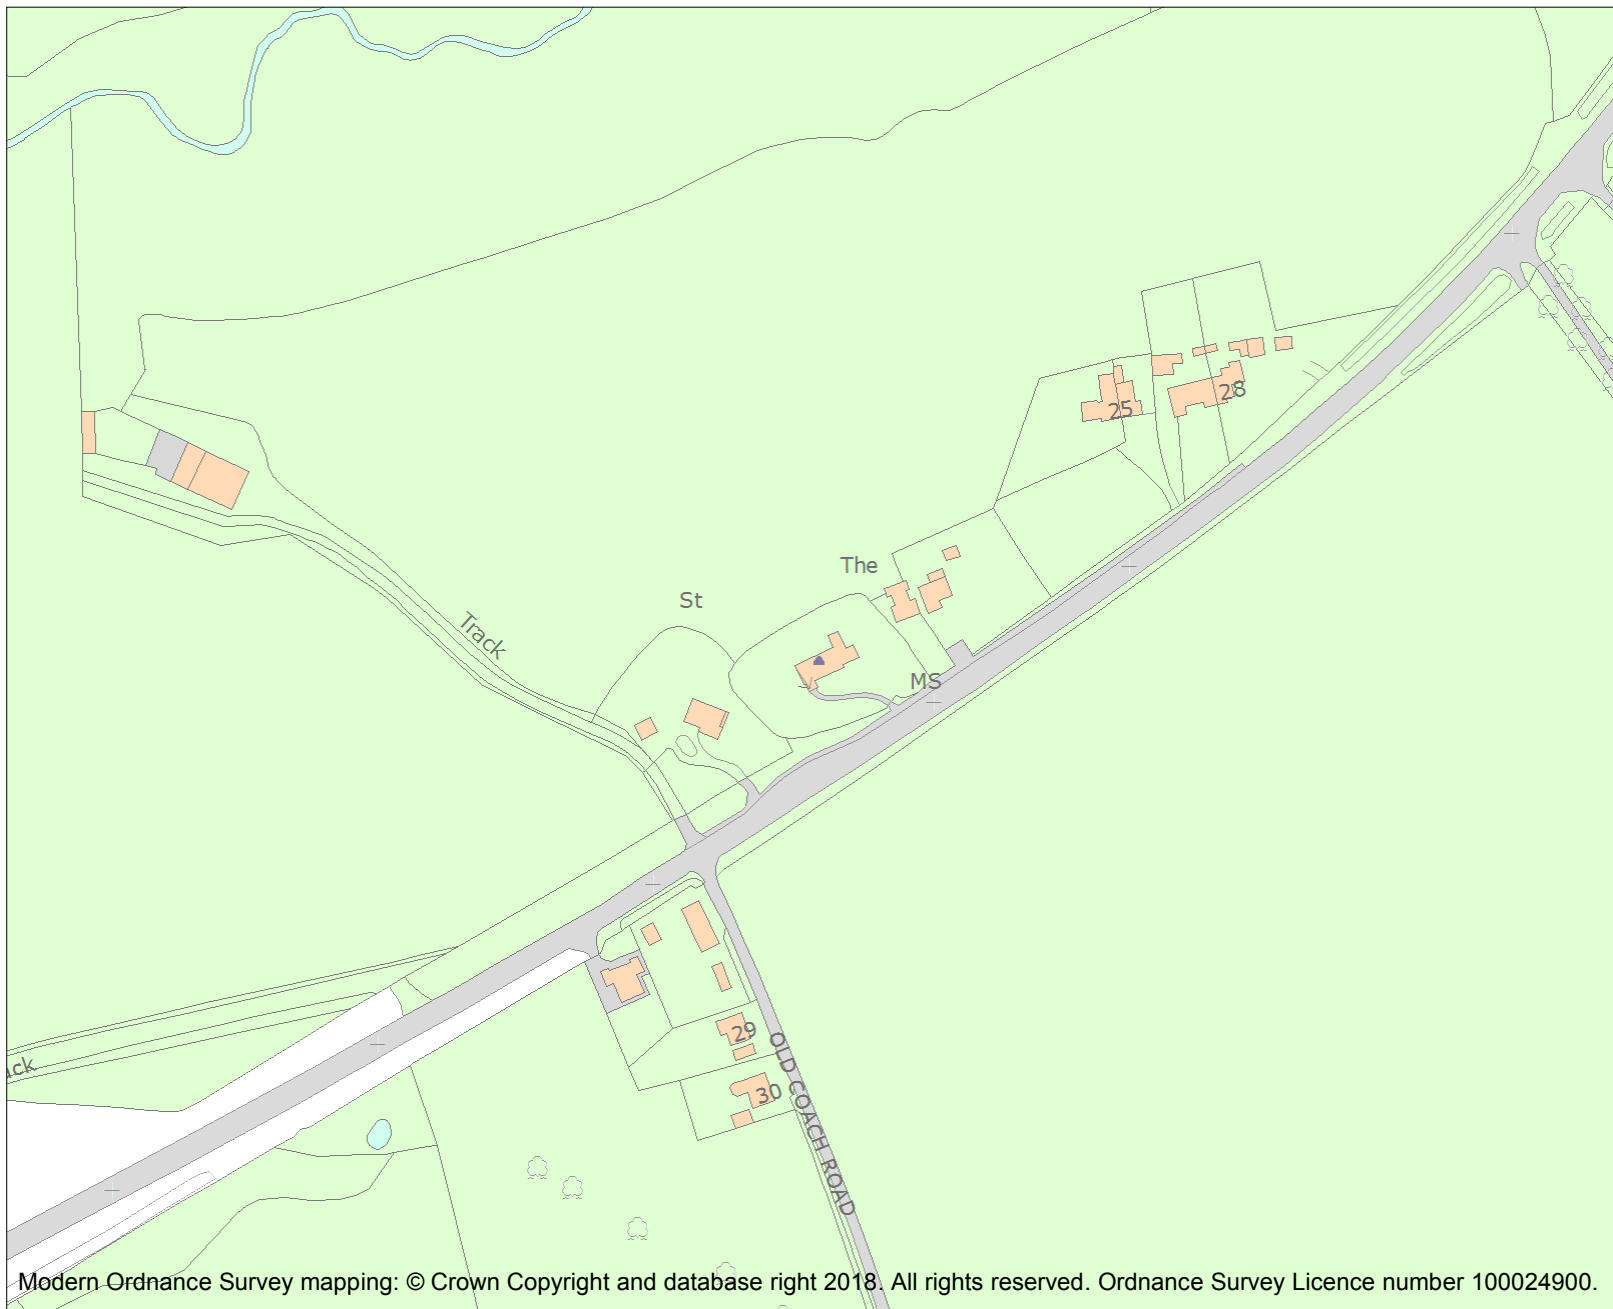 28
25
The
St
Track
MS
29
OLD COACH ROAD
30
Modern Ordnance Survey mapping: © Crown Copyright and database right 2018. All rights reserved. Ordnance Survey Licence number 100024900.